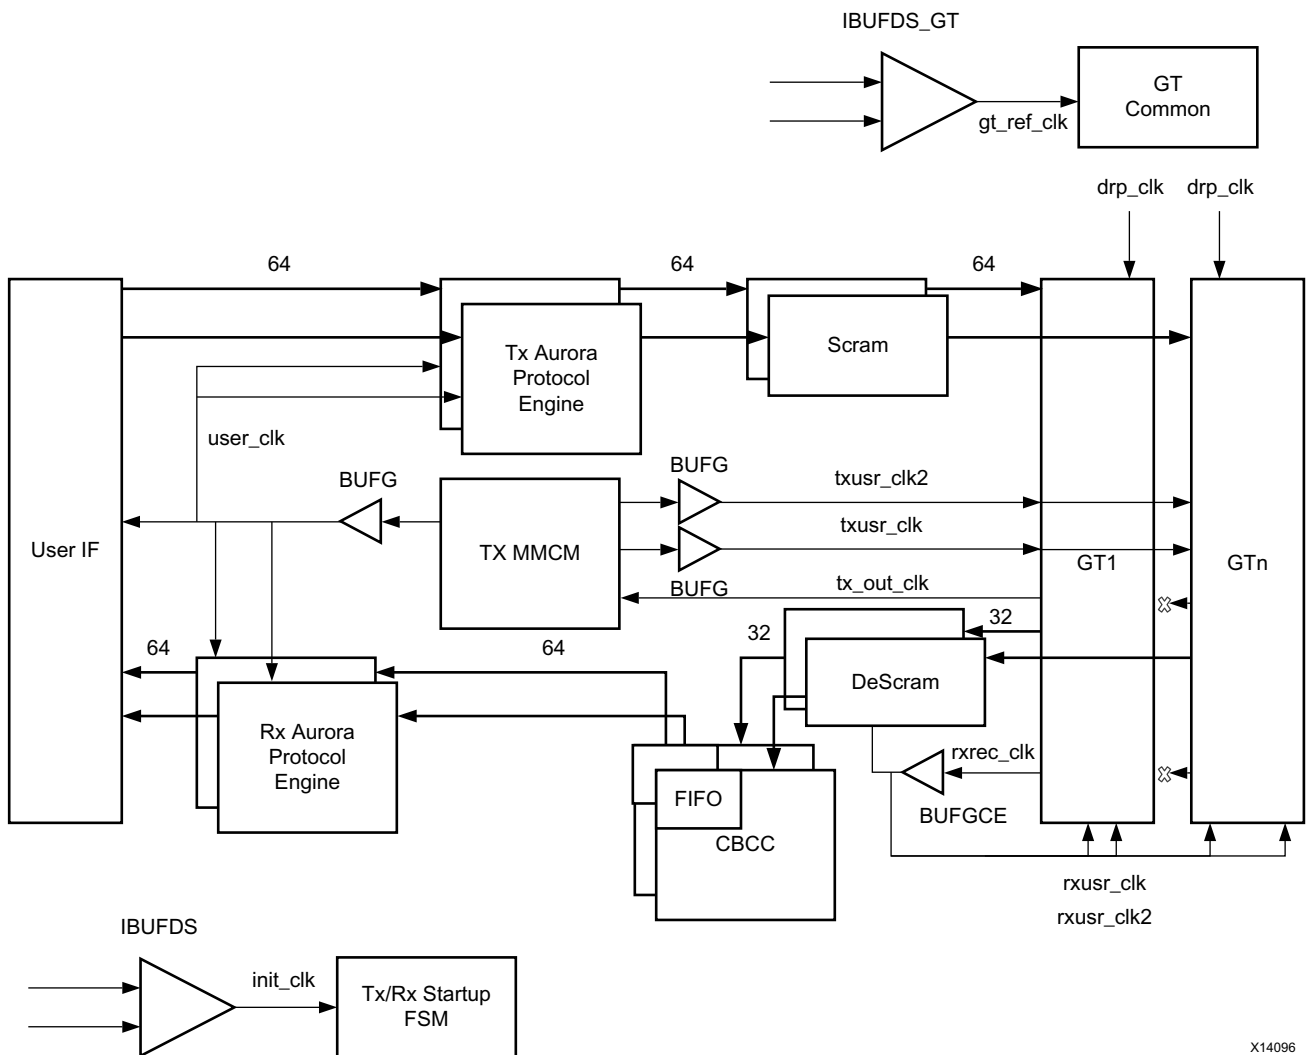 IBUFDS_GT
GT
Common
gt_ref_clk
drp_clk
drp_clk
64
64
64
Tx Aurora
Protocol
Engine
Scram
user_clk
BUFG
BUFG
txusr_clk2
User IF
TX MMCM
txusr_clk
GT1
GTn
BUFG
tx_out_clk
64
64
32
32
DeScram
Rx Aurora
Protocol
Engine
rxrec_clk
FIFO
BUFGCE
CBCC
rxusr_clk
rxusr_clk2
IBUFDS
init_clk
Tx/Rx Startup
FSM
X14096